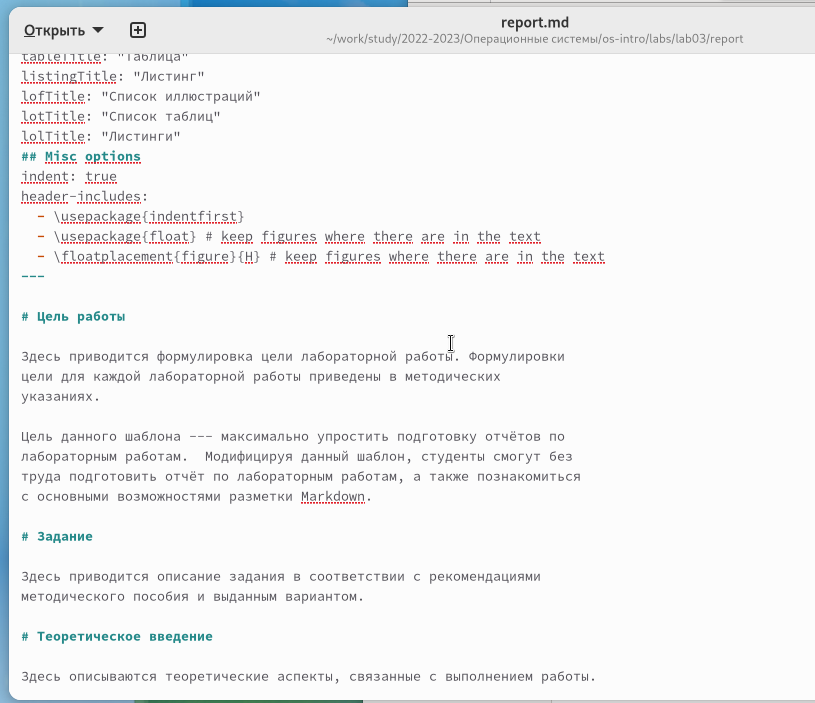 Открыть
report.md
~/work/study/2022-2023/Операционные системы/os-intro/labs/lab03/report
tableTitle: "Таблица"
listingTitle: "Листинг"
lofTitle: "Список иллюстраций"
lotTitle: "Список таблиц"
lolTitle: "Листинги"
## Misc options
indent: true
header-includes:
  - \usepackage{indentfirst}
  - \usepackage{float} # keep figures where there are in the text
  - \floatplacement{figure}{H} # keep figures where there are in the text
---
# Цель работы
Здесь приводится формулировка цели лабораторной работы. Формулировки
цели для каждой лабораторной работы приведены в методических
указаниях.
Цель данного шаблона --- максимально упростить подготовку отчётов по
лабораторным работам.  Модифицируя данный шаблон, студенты смогут без
труда подготовить отчёт по лабораторным работам, а также познакомиться
с основными возможностями разметки Markdown.
# Задание
Здесь приводится описание задания в соответствии с рекомендациями
методического пособия и выданным вариантом.
# Теоретическое введение
Здесь описываются теоретические аспекты, связанные с выполнением работы.